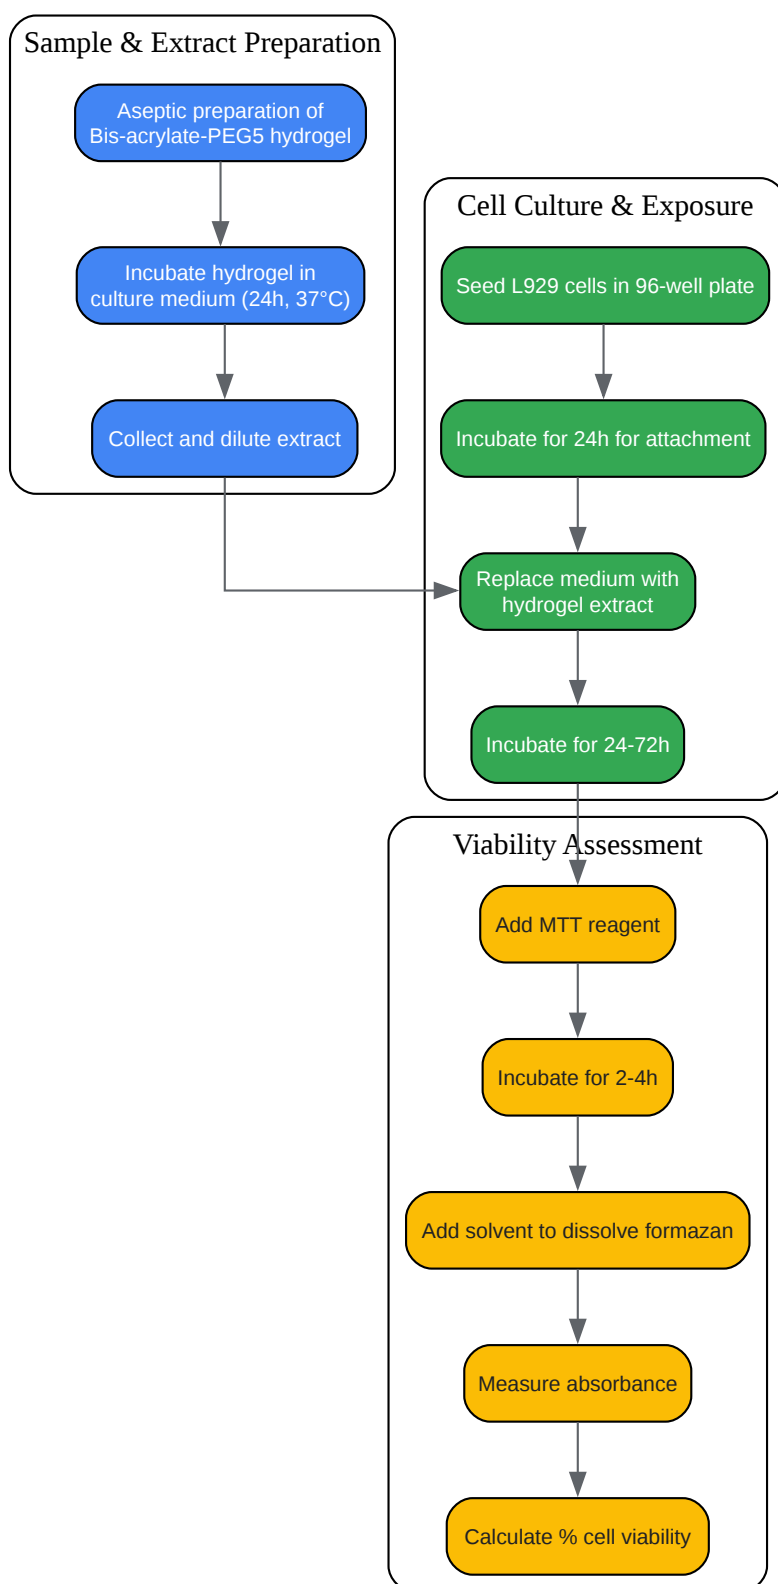 Sample & Extract Preparation
Aseptic preparation of
Bis-acrylate-PEG5 hydrogel
Incubate hydrogel in
culture medium (24h, 37°C)
Collect and dilute extract
Cell Culture & Exposure
Seed L929 cells in 96-well plate
Incubate for 24h for attachment
Replace medium with
hydrogel extract
Incubate for 24-72h
Viability Assessment
Add MTT reagent
Incubate for 2-4h
Add solvent to dissolve formazan
Measure absorbance
Calculate % cell viability